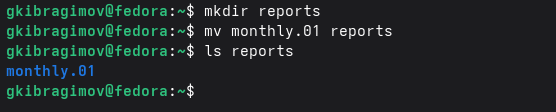 gkibragimov@fedora:~$ mkdir reports
gkibragimov@fedora:~$ mv monthly.01 reports
gkibragimov@fedora:~$ ls reports
monthly.01
gkibragimov@fedora:~$